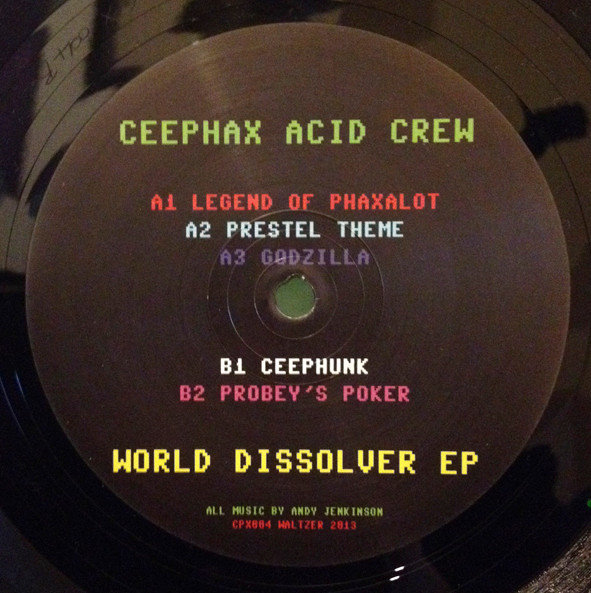 CEEPHAX ACID CREW
A1 LEGEND OF PHAXALOT
A2 PRESTEL THEME
A3 GODZILLA
B1 CEEPHUNK
B2 PROBEY'S POKER
WORLD DISSOLVER EP
ALL MUSIC BY ANDY JENKINSON
CPX004 WALTZER 2013